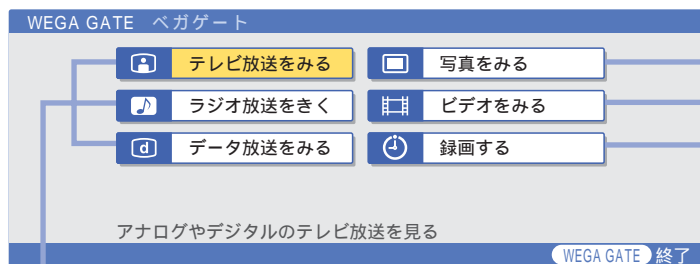 WEGA GATE ベガゲート
テレビ放送をみる
写真をみる
ラジオ放送をきく
ビデオをみる
d データ放送をみる
録画する
アナログやデジタルのテレビ放送を見る
WEGA GATE 終了